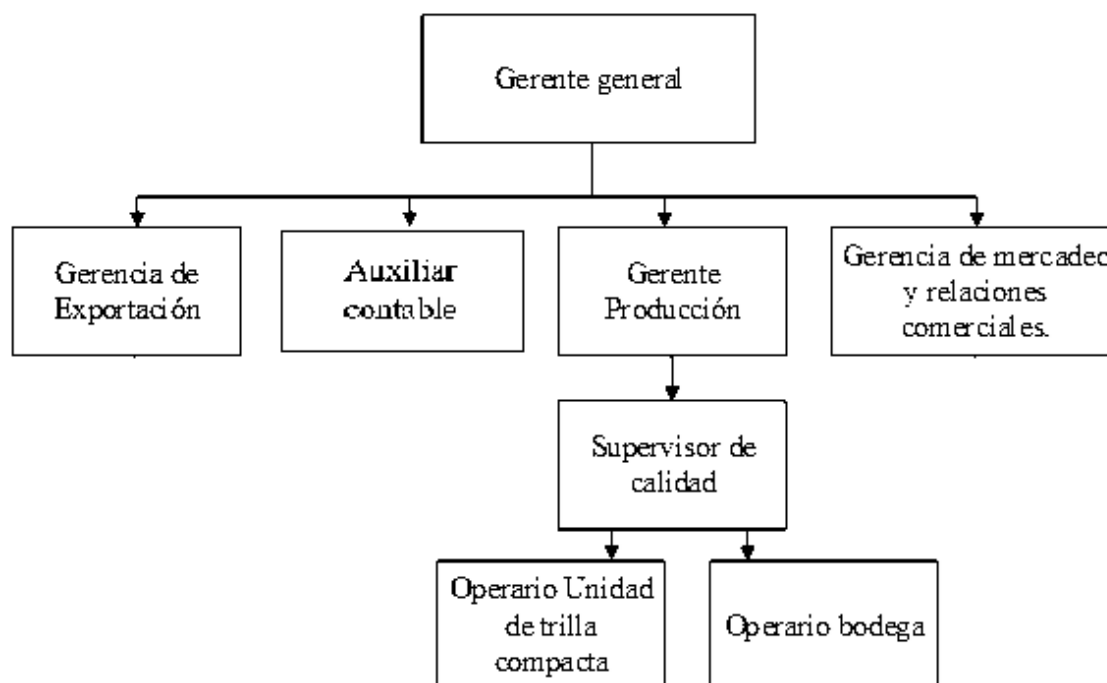 Gerente general
Gerencia de
Exportación
Auxiliar
contable
Gerente
Producción
Gerencia de mercadeo
y relaciones
comerciales.
Supervisor de
calidad
Operario Unidad
de trilla
compacta
Operario bodega